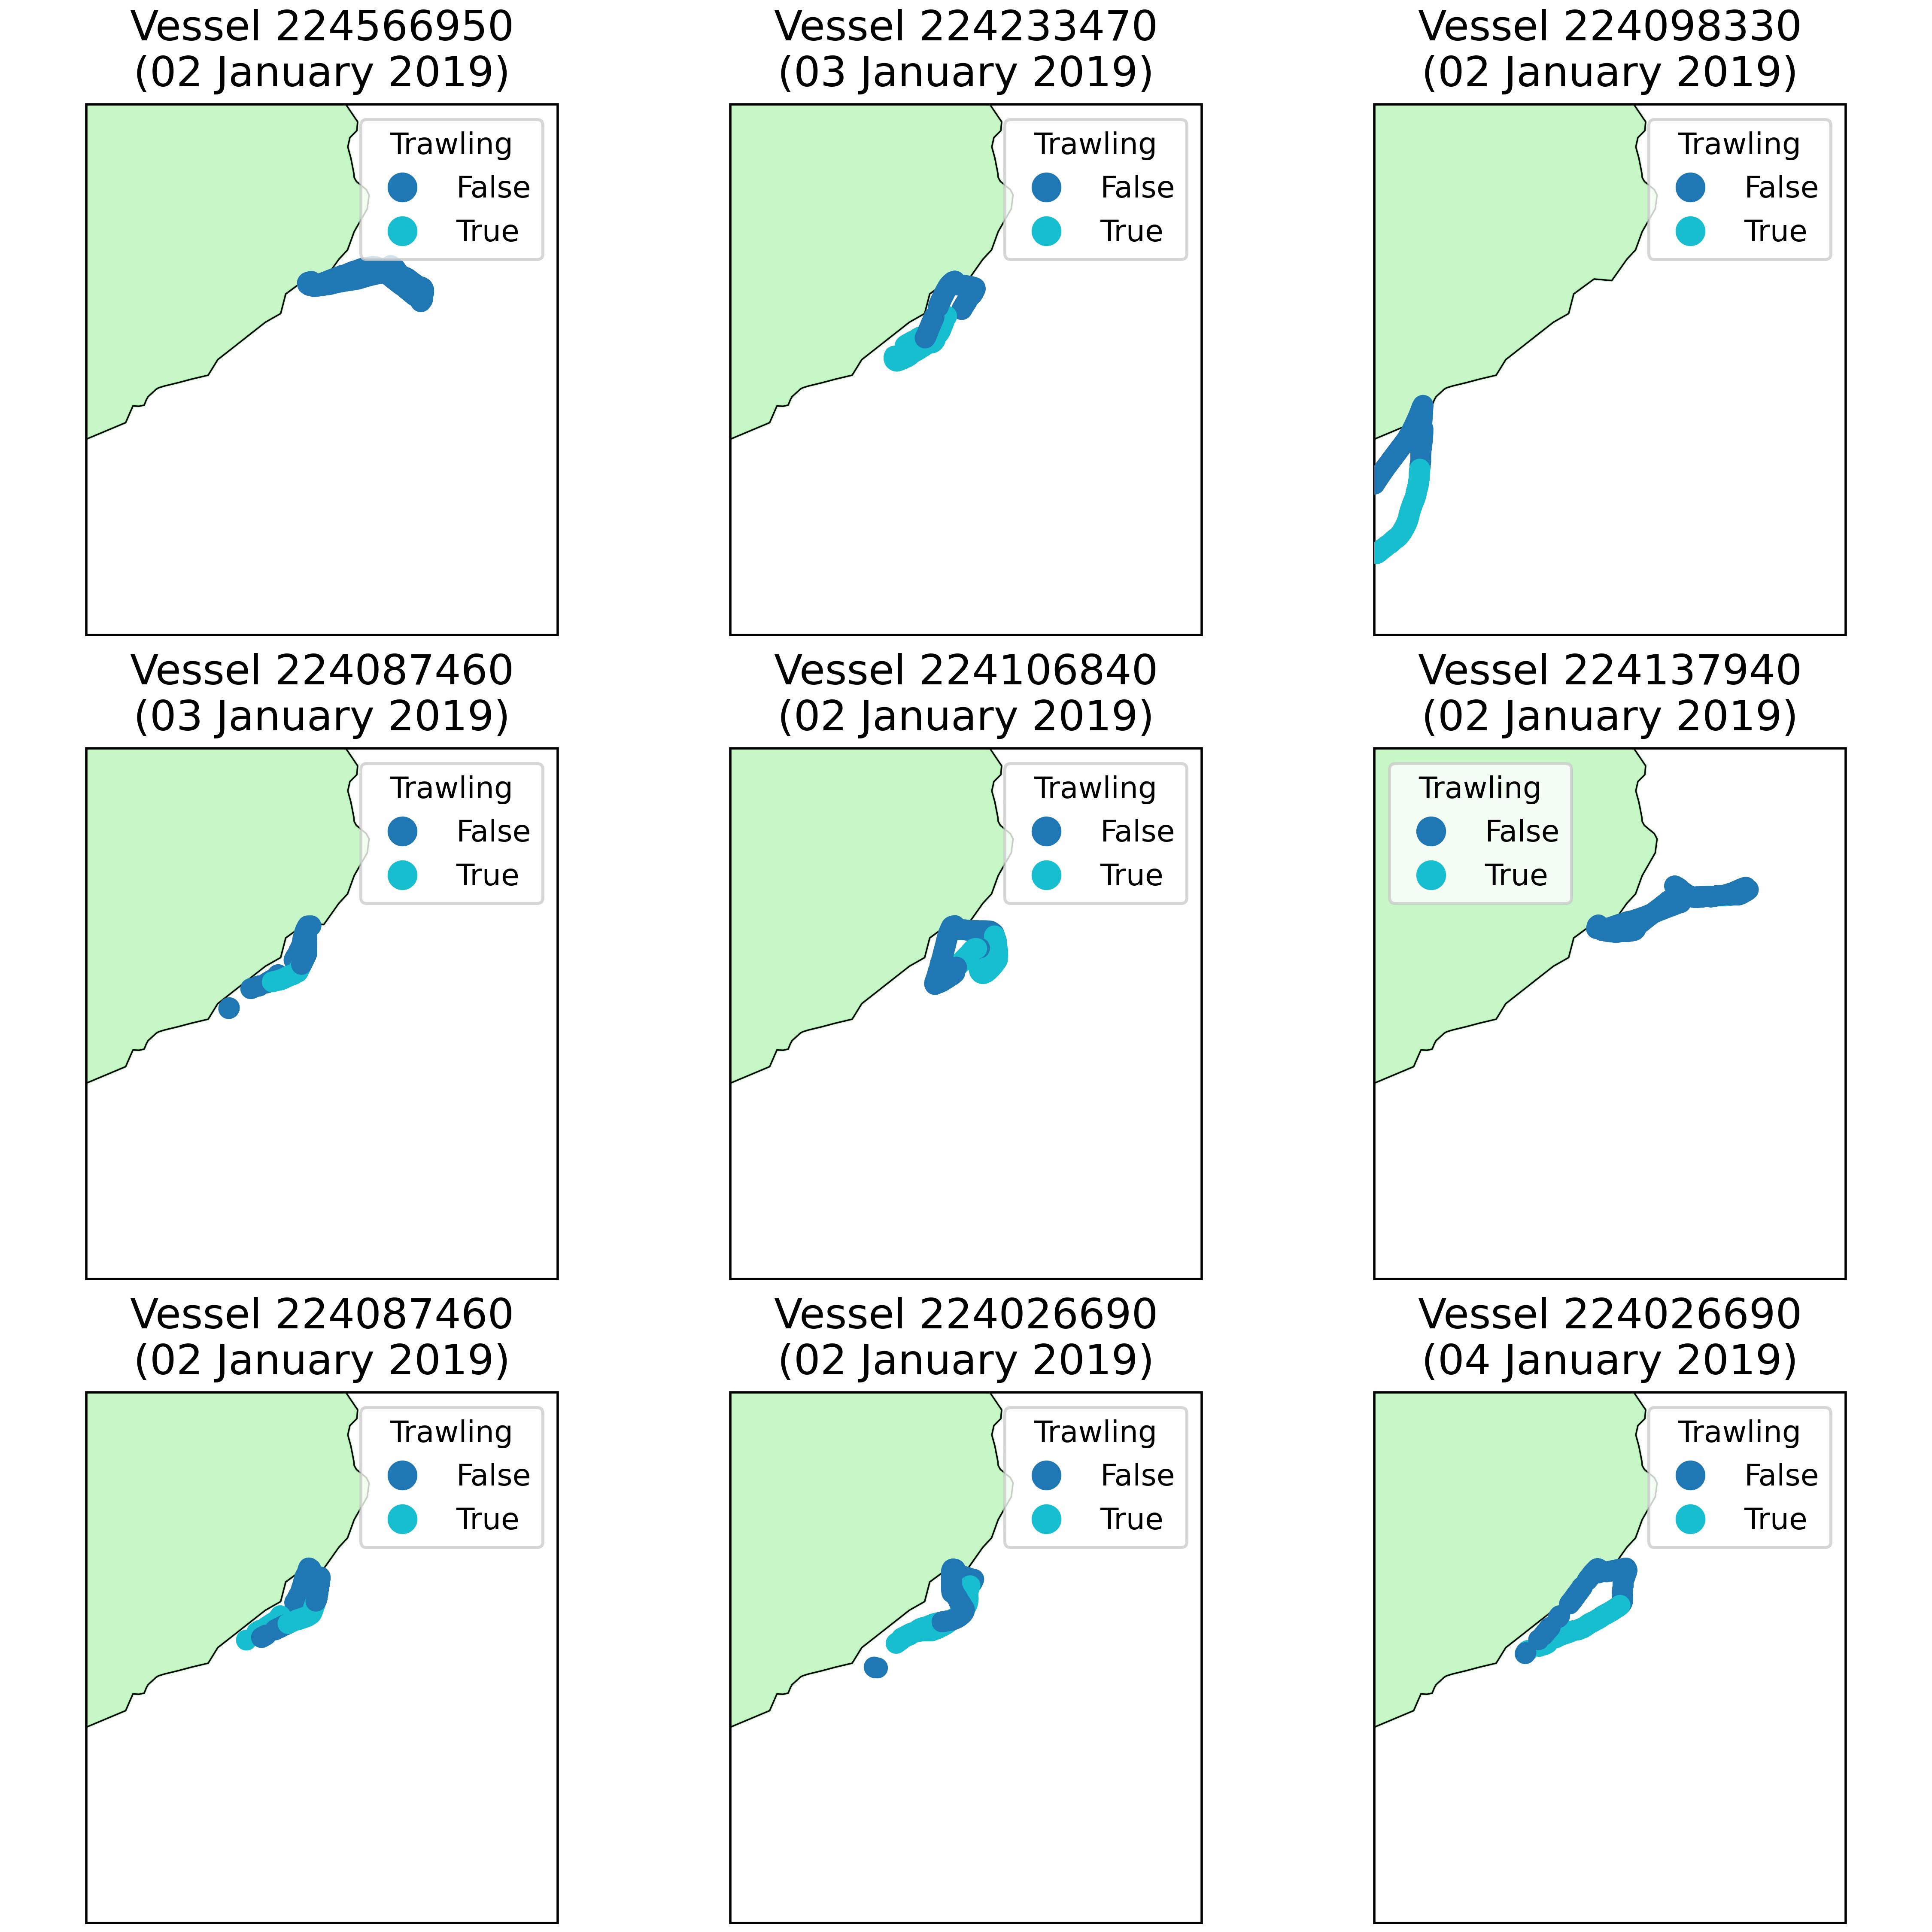 Vessel 224566950
(02 January 2019)
Trawling
False
True
Vessel 224233470
(03 January 2019)
Trawling
False
True
Vessel 224098330
(02 January 2019)
Trawling
False
True
Vessel 224087460
(03 January 2019)
Trawling
False
True
Vessel 224106840
(02 January 2019)
Trawling
False
True
Vessel 224137940
(02 January 2019)
Trawling
False
True
Vessel 224087460
(02 January 2019)
Trawling
False
True
Vessel 224026690
(02 January 2019)
Trawling
False
True
Vessel 224026690
(04 January 2019)
Trawling
False
True